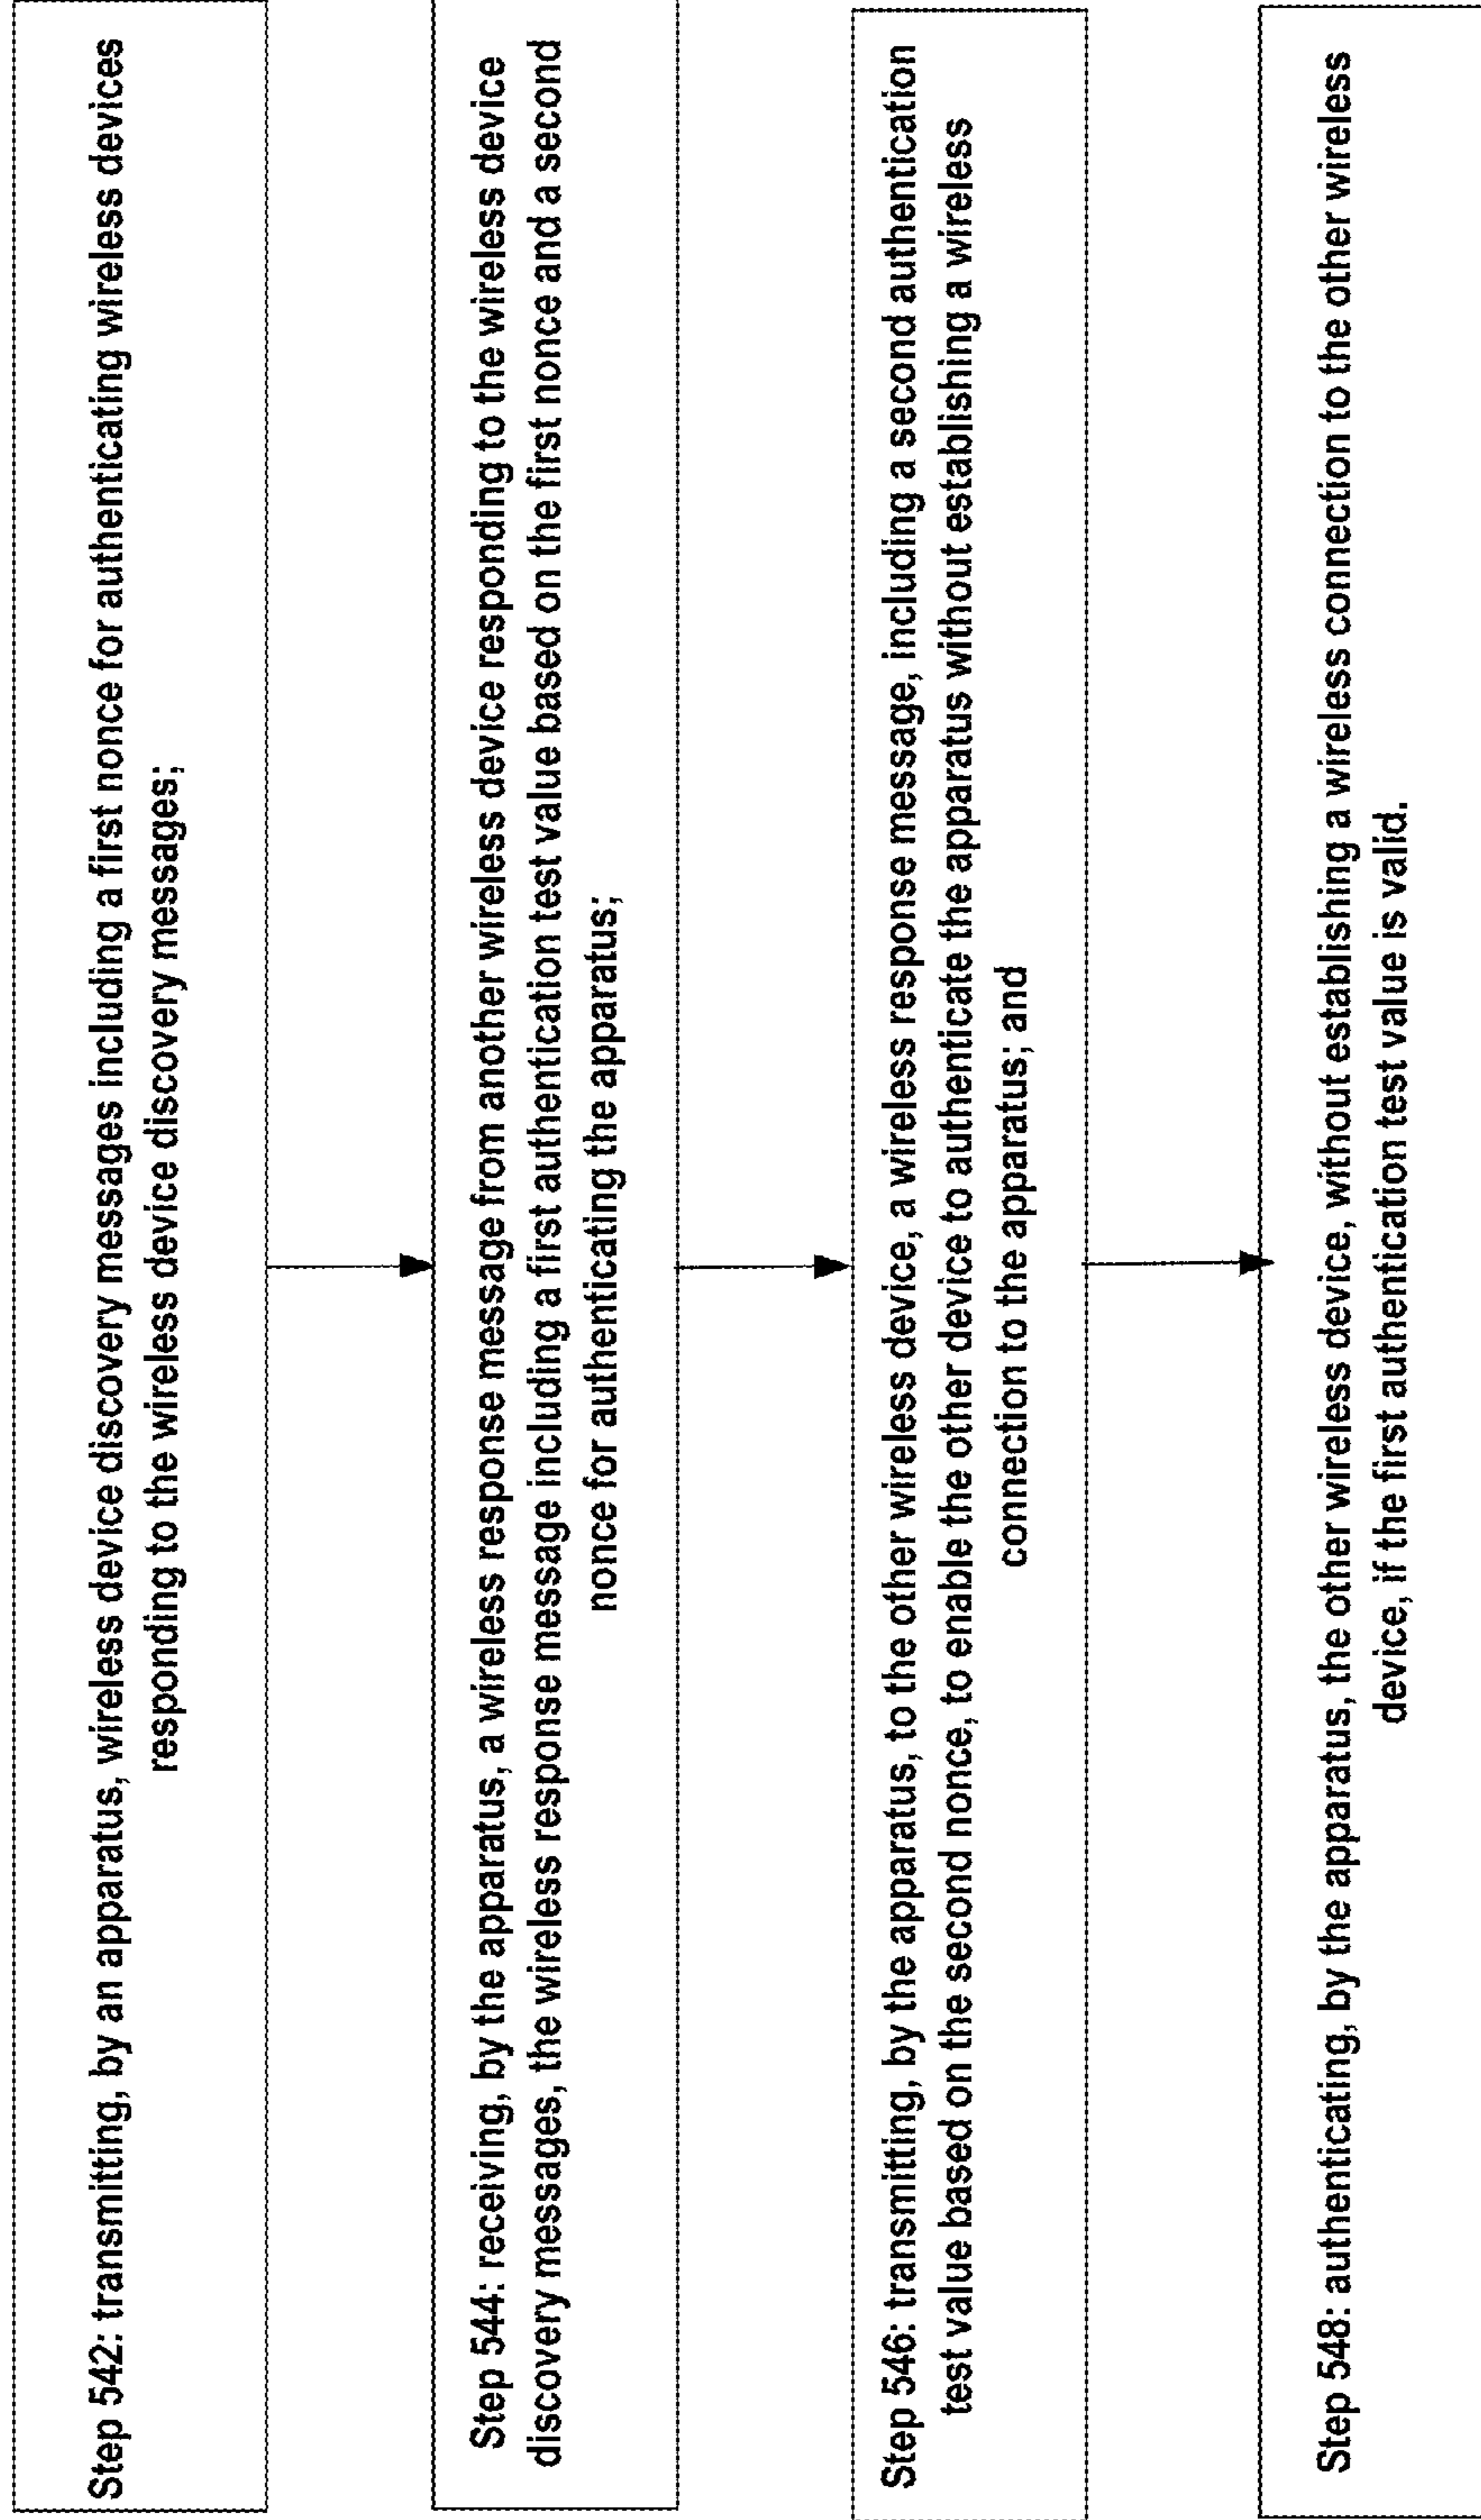 Step 542: transmitting, by an apparatus, wireless device discovery messages including a first nonce for authenticating wireless devices
responding to the wireless device discovery messages;
Step 544: receiving, by the apparatus, a wireless response message from another wireless device responding to the wireless device
discovery messages, the wireless response message including a first authentication test value based on the first nonce and a second
nonce for authenticating the apparatus;
Step 546: transmitting, by the apparatus, to the other wireless device, a wireless response message, including a second authentication
test value based on the second nonce, to enable the other device to authenticate the apparatus without establishing a wireless
connection to the apparatus; and
Step 548: authenticating, by the apparatus, the other wireless device, without establishing a wireless connection to the other wireless
device, if the first authentication test value is valid.